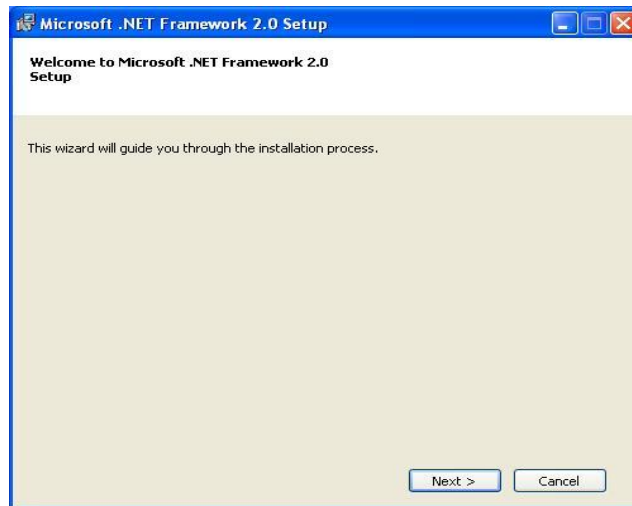 Microsoft .NET Framework 2.0 Setup
Welcome to Microsoft .NET Framework 2.0
Setup
This wizard will guide you through the installation process.
Next > Cancel